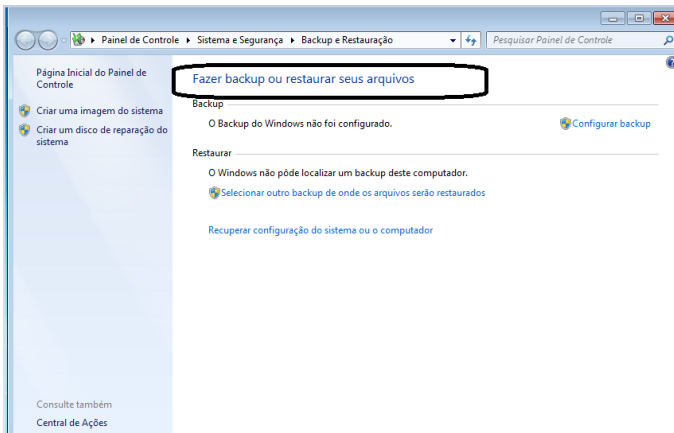 Painel de Controle ▸ Sistema e Segurança ▸ Backup e Restauração
Pesquisar Painel de Controle
Página Inicial do Painel de
Controle
Criar uma imagem do sistema
Criar um disco de reparação do
sistema
Fazer backup ou restaurar seus arquivos
Backup
O Backup do Windows não foi configurado.
Configurar backup
Restaurar
O Windows não pôde localizar um backup deste computador.
Selecionar outro backup de onde os arquivos serão restaurados
Recuperar configuração do sistema ou o computador
Consulte também
Central de Ações